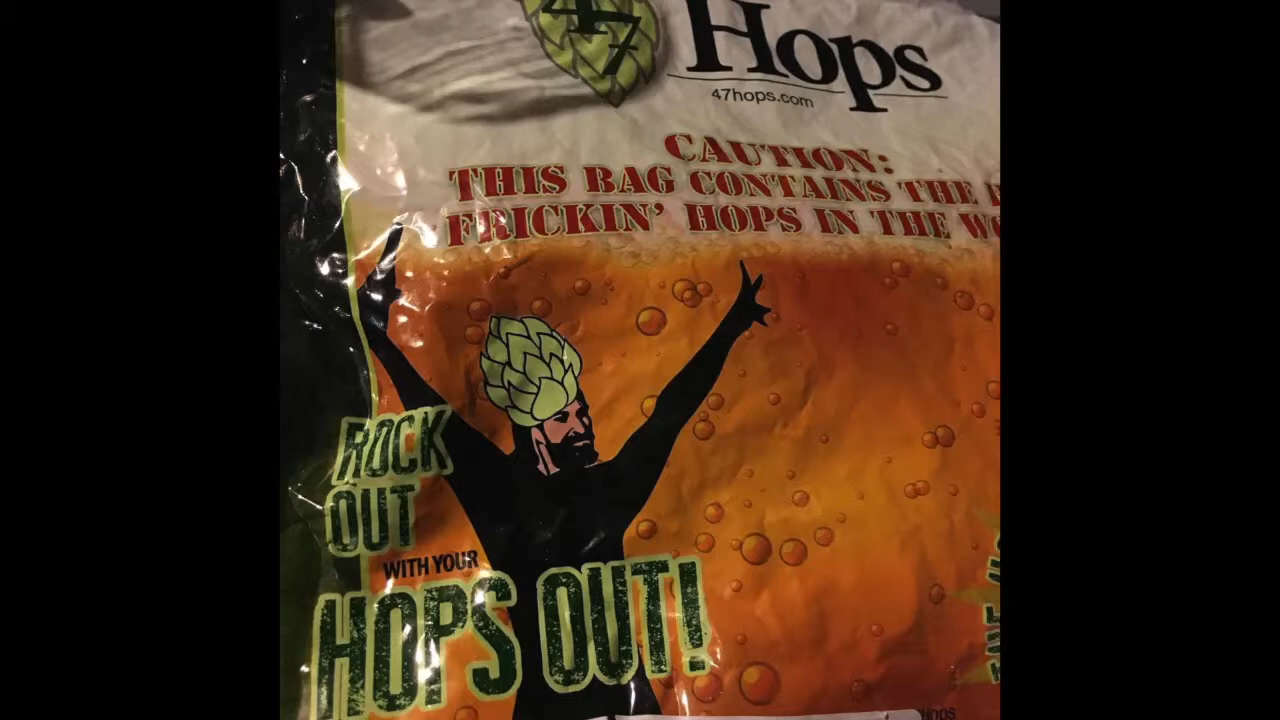 47
Hops
47hops.com
CAUTION:
THIS BAG CONTAINS THE
FRICKIN' HOPS IN THE
ROCK
OUT
WITH YOUR
HOPS OUT!